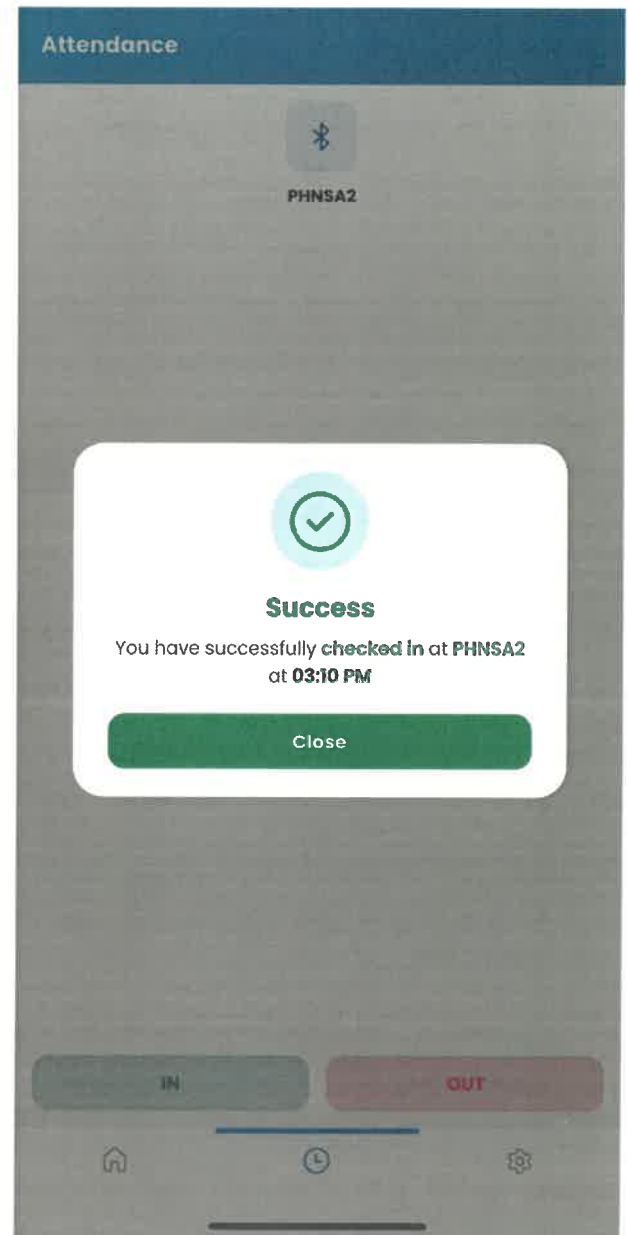 Attendance
PHNSA2
Success
You have successfully checked in at PHNSA2
at 03:10 PM
Close
IN
OUT